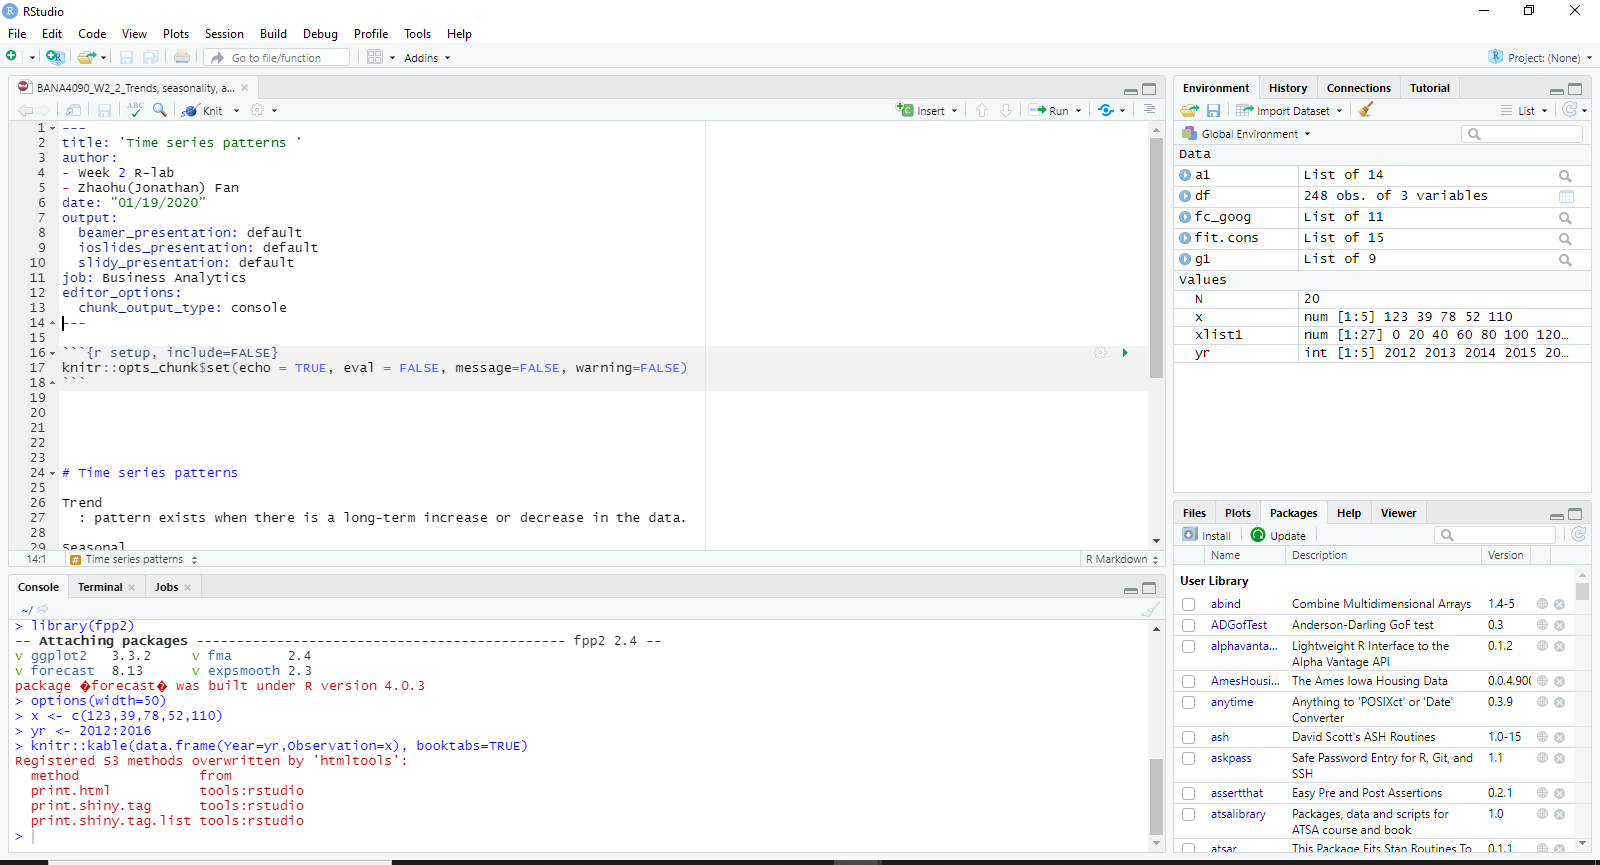 RStudio
File Edit Code View Plots Session Build Debug Profile Tools Help
Go to file/function Addins Project: (None)
BANA4090_W2_2_Trends, seasonality, a...
ABC Knit Insert Run
1 ---
2 title: 'Time series patterns '
3 author:
4 - Week 2 R-lab
5 - Zhaohu(Jonathan) Fan
6 date: "01/19/2020"
7 output:
8 beamer_presentation: default
9 ioslides_presentation: default
10 slidy_presentation: default
11 job: Business Analytics
12 editor_options:
13 chunk_output_type: console
14 ---
15
16 ```{r setup, include=FALSE}
17 knitr::opts_chunk$set(echo = TRUE, eval = FALSE, message=FALSE, warning=FALSE)
18 ```
19
20
21
22
23
24 # Time series patterns
25
26 Trend
27 : pattern exists when there is a long-term increase or decrease in the data.
28
29 Seasonal
14:1 # Time series patterns R Markdown
Console Terminal Jobs
~/
> library(fpp2)
-- Attaching packages ---------------------------------------------- fpp2 2.4 --
v ggplot2 3.3.2 v fma 2.4
v forecast 8.13 v expsmooth 2.3
package �forecast� was built under R version 4.0.3
> options(width=50)
> x <- c(123,39,78,52,110)
> yr <- 2012:2016
> knitr::kable(data.frame(Year=yr,Observation=x), booktabs=TRUE)
Registered S3 methods overwritten by 'htmltools':
method from
print.html tools:rstudio
print.shiny.tag tools:rstudio
print.shiny.tag.list tools:rstudio
>
Environment History Connections Tutorial
Import Dataset List
Global Environment
Data
a1 List of 14
df 248 obs. of 3 variables
fc_goog List of 11
fit.cons List of 15
g1 List of 9
Values
N 20
x num [1:5] 123 39 78 52 110
xlist1 num [1:27] 0 20 40 60 80 100 120...
yr int [1:5] 2012 2013 2014 2015 20...
Files Plots Packages Help Viewer
Install Update
Name Description Version
User Library
abind Combine Multidimensional Arrays 1.4-5
ADGofTest Anderson-Darling GoF test 0.3
alphavanta... Lightweight R Interface to the 0.1.2
Alpha Vantage API
AmesHousi... The Ames Iowa Housing Data 0.0.4.900
anytime Anything to 'POSIXct' or 'Date' 0.3.9
Converter
ash David Scott's ASH Routines 1.0-15
askpass Safe Password Entry for R, Git, and 1.1
SSH
assertthat Easy Pre and Post Assertions 0.2.1
atsalibrary Packages, data and scripts for 1.0
ATSA course and book
atsar This Package Fits Stan Routines To 0.1.1